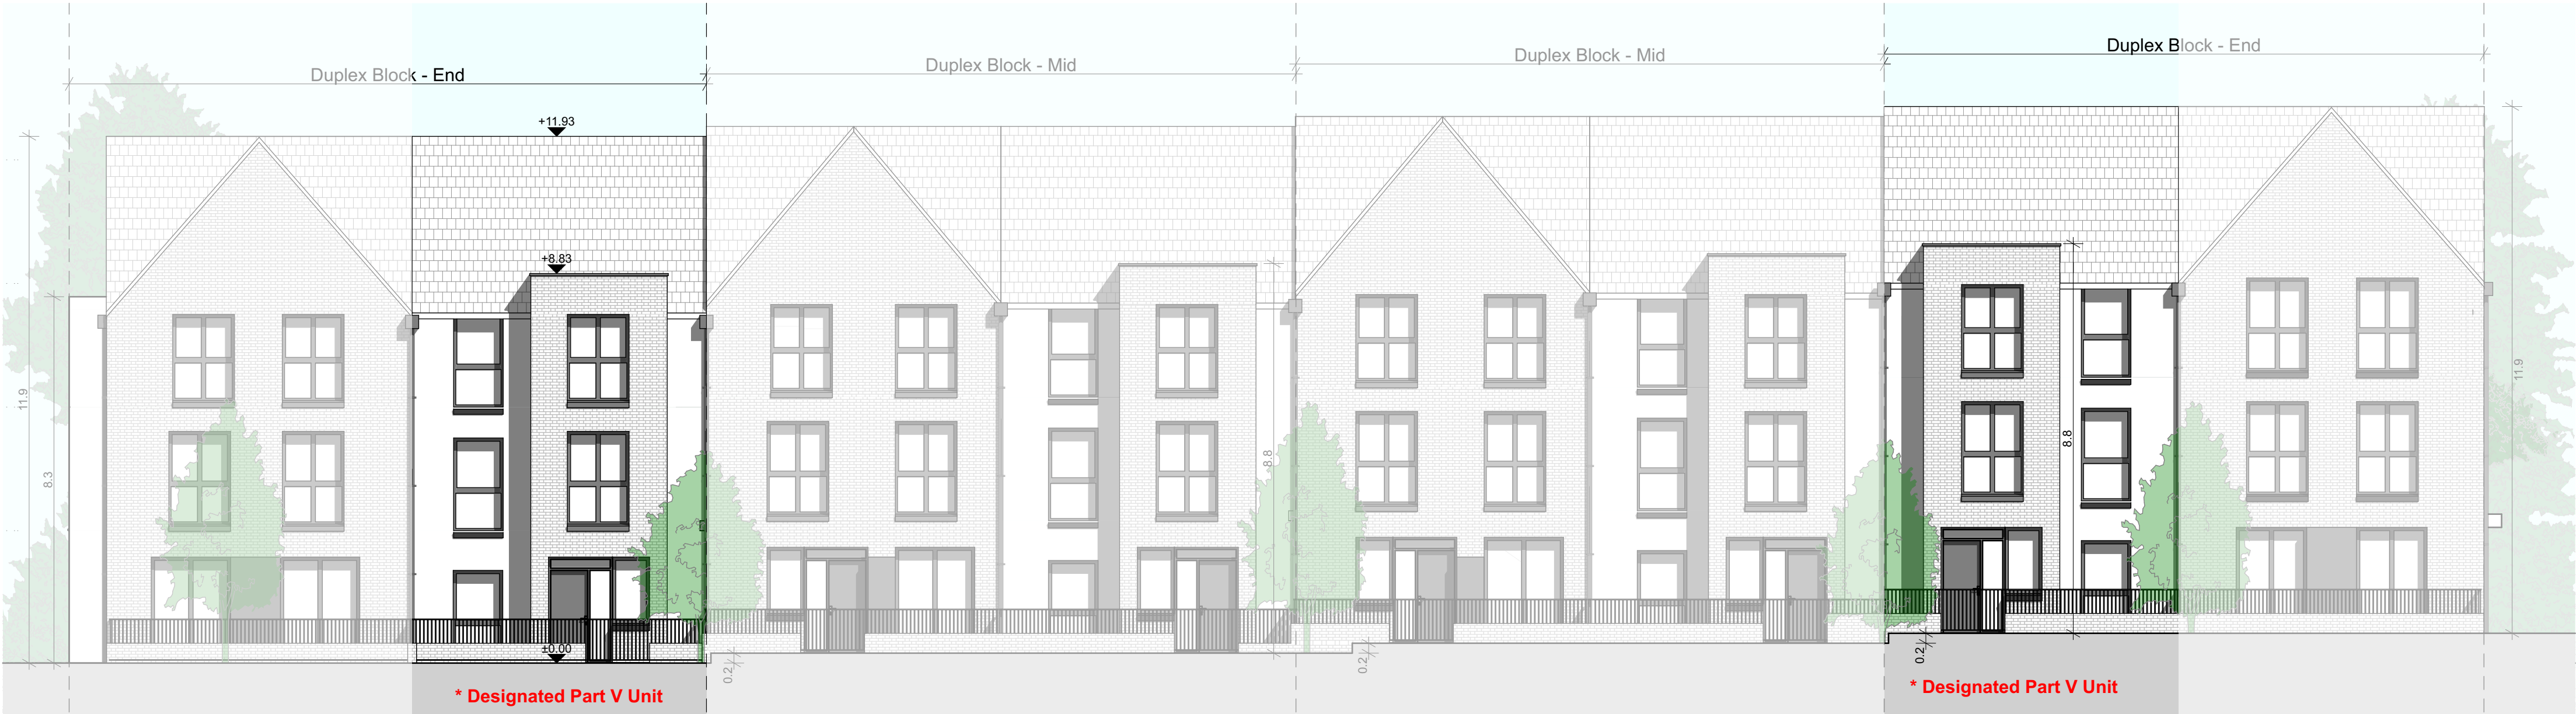 Duplex Block - End
Duplex Block - Mid
Duplex Block - Mid
Duplex Block - End
+11.93
+8.83
8.8
8.8
11.9
11.9
8.3
±0.00
0.2
0.2
0.2
* Designated Part V Unit
* Designated Part V Unit